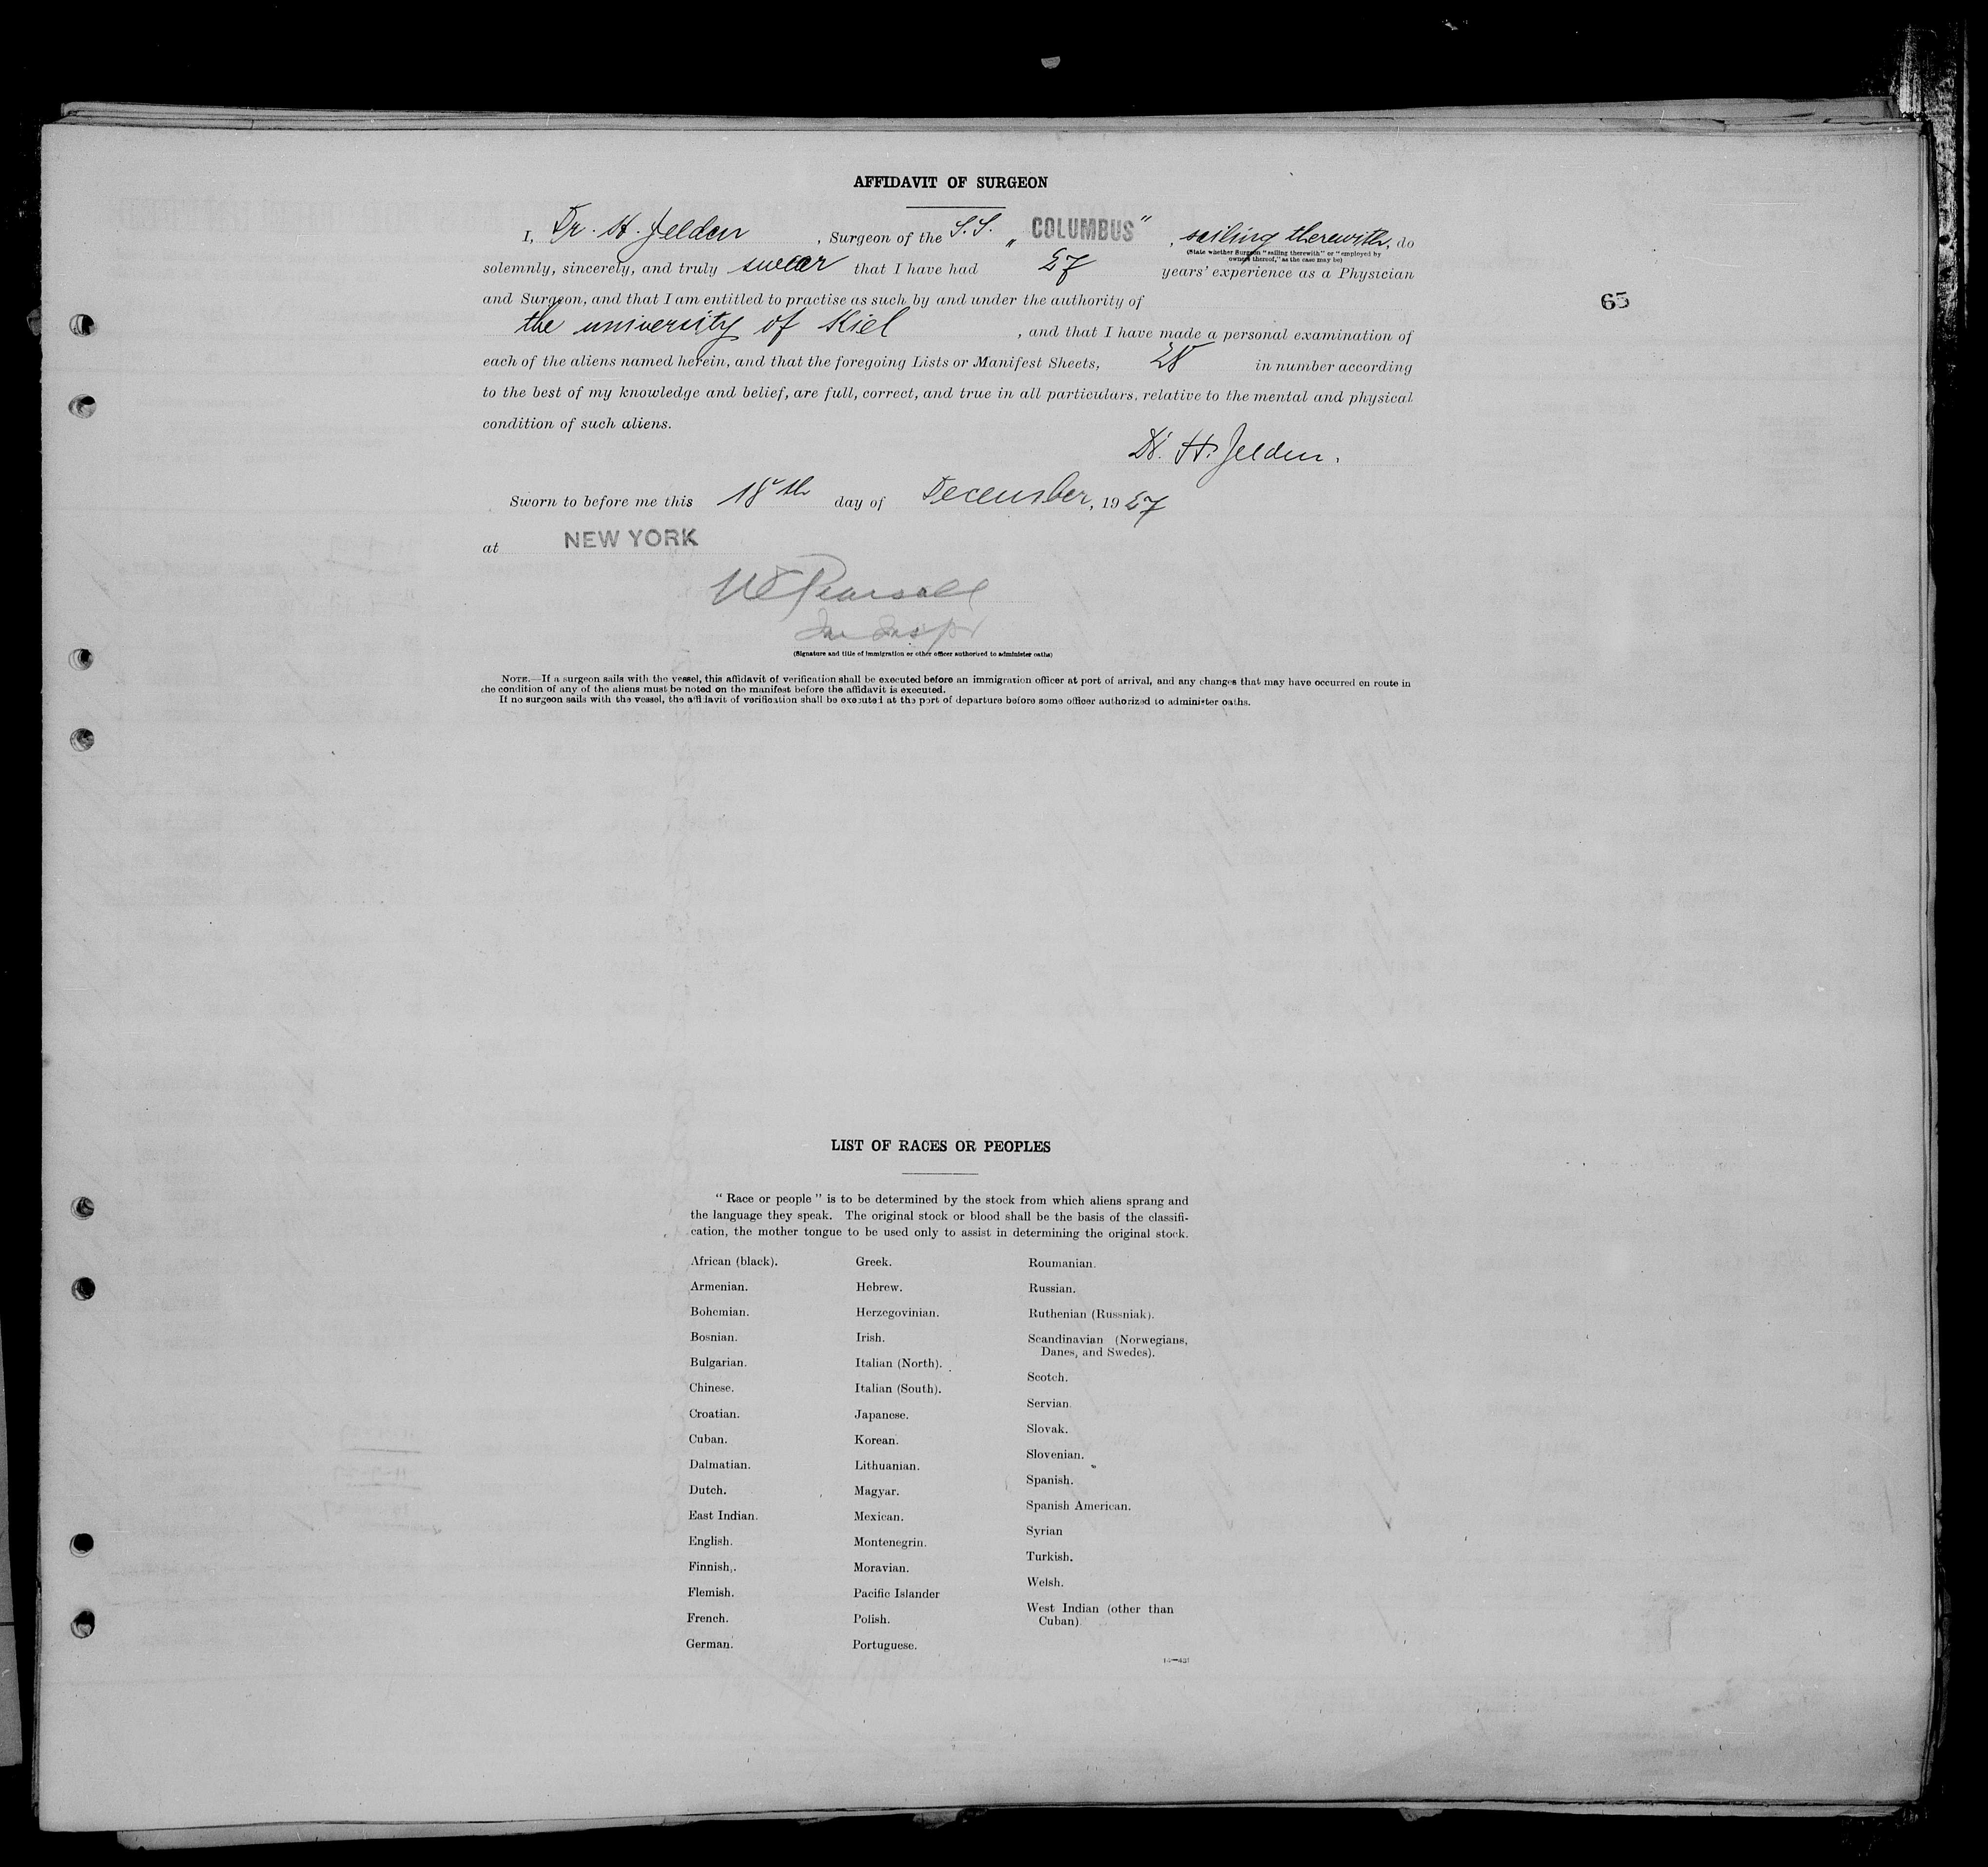 AFFIDAVIT OF SURGEON
I, Dr. H. Jelden, Surgeon of the S.S. „COLUMBUS“, sailing therewith, do
(State whether Surgeon "sailing therewith" or "employed by
owners thereof," as the case may be)
solemnly, sincerely, and truly swear that I have had 27 years' experience as a Physician
and Surgeon, and that I am entitled to practise as such by and under the authority of
the university of Kiel, and that I have made a personal examination of
65
each of the aliens named herein, and that the foregoing Lists or Manifest Sheets, 28 in number according
to the best of my knowledge and belief, are full, correct, and true in all particulars, relative to the mental and physical
condition of such aliens.
Dr. H. Jelden.
Sworn to before me this 18th day of December, 1927
at NEW YORK
Pearsall
(Signature and title of immigration or other officer authorized to administer oaths)
NOTE.—If a surgeon sails with the vessel, this affidavit of verification shall be executed before an immigration officer at port of arrival, and any changes that may have occurred en route in
the condition of any of the aliens must be noted on the manifest before the affidavit is executed.
If no surgeon sails with the vessel, the affidavit of verification shall be executed at the port of departure before some officer authorized to administer oaths.
LIST OF RACES OR PEOPLES
"Race or people" is to be determined by the stock from which aliens sprang and
the language they speak. The original stock or blood shall be the basis of the classifi-
cation, the mother tongue to be used only to assist in determining the original stock.
African (black).
Armenian.
Bohemian.
Bosnian.
Bulgarian.
Chinese.
Croatian.
Cuban.
Dalmatian.
Dutch.
East Indian.
English.
Finnish.
Flemish.
French.
German.
Greek.
Hebrew.
Herzegovinian.
Irish.
Italian (North).
Italian (South).
Japanese.
Korean.
Lithuanian.
Magyar.
Mexican.
Montenegrin.
Moravian.
Pacific Islander
Polish.
Portuguese.
Roumanian.
Russian.
Ruthenian (Russniak).
Scandinavian (Norwegians,
Danes, and Swedes).
Scotch.
Servian.
Slovak.
Slovenian.
Spanish.
Spanish American.
Syrian
Turkish.
Welsh.
West Indian (other than
Cuban).